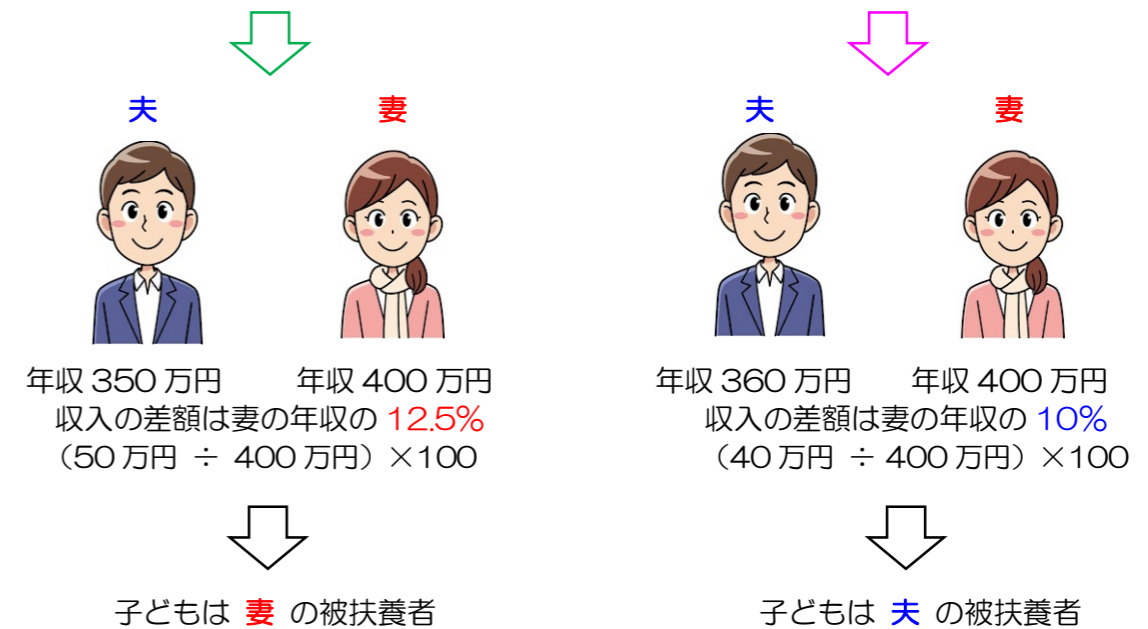 夫 妻
年収 350 万円 年収 400 万円
収入の差額は妻の年収の 12.5%
（50 万円 ÷ 400 万円）×100
子どもは 妻 の被扶養者
夫 妻
年収 360 万円 年収 400 万円
収入の差額は妻の年収の 10%
（40 万円 ÷ 400 万円）×100
子どもは 夫 の被扶養者